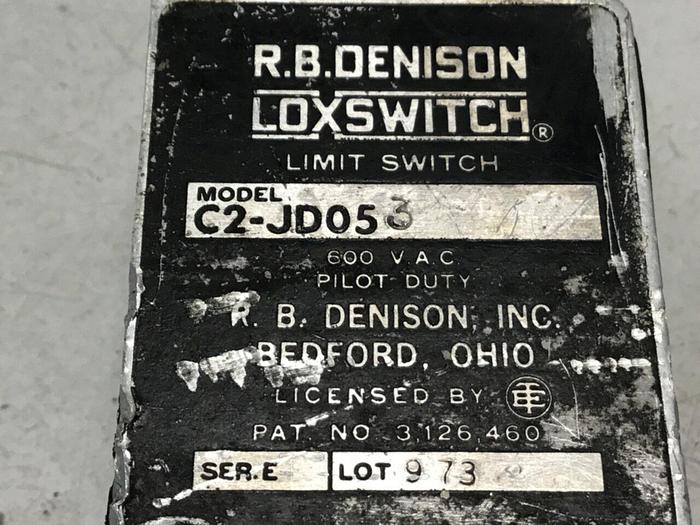 R.B.DENISON
LOXSWITCH®
LIMIT SWITCH
MODEL
C2-JD053
600 V.A.C
PILOT DUTY
R. B. DENISON, INC.
BEDFORD, OHIO
LICENSED BY
PAT. NO 3,126,460
SER.E LOT 973